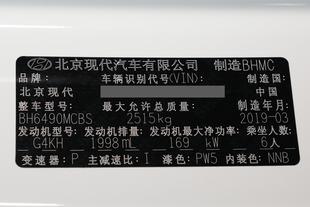 北京现代汽车有限公司 制造BHMC
品牌: 车辆识别代号(VIN): 制造国:
北京现代 中国
整车型号: 最大允许总质量: 制造年月:
BH6490MCBS 2515kg 2019-03
发动机型号 发动机排量: 发动机最大净功率: 乘坐人数:
G4KH 1998mL 169 kW 6人
变速器: P 主减速比: I 漆色: PW5 内装色: NNB